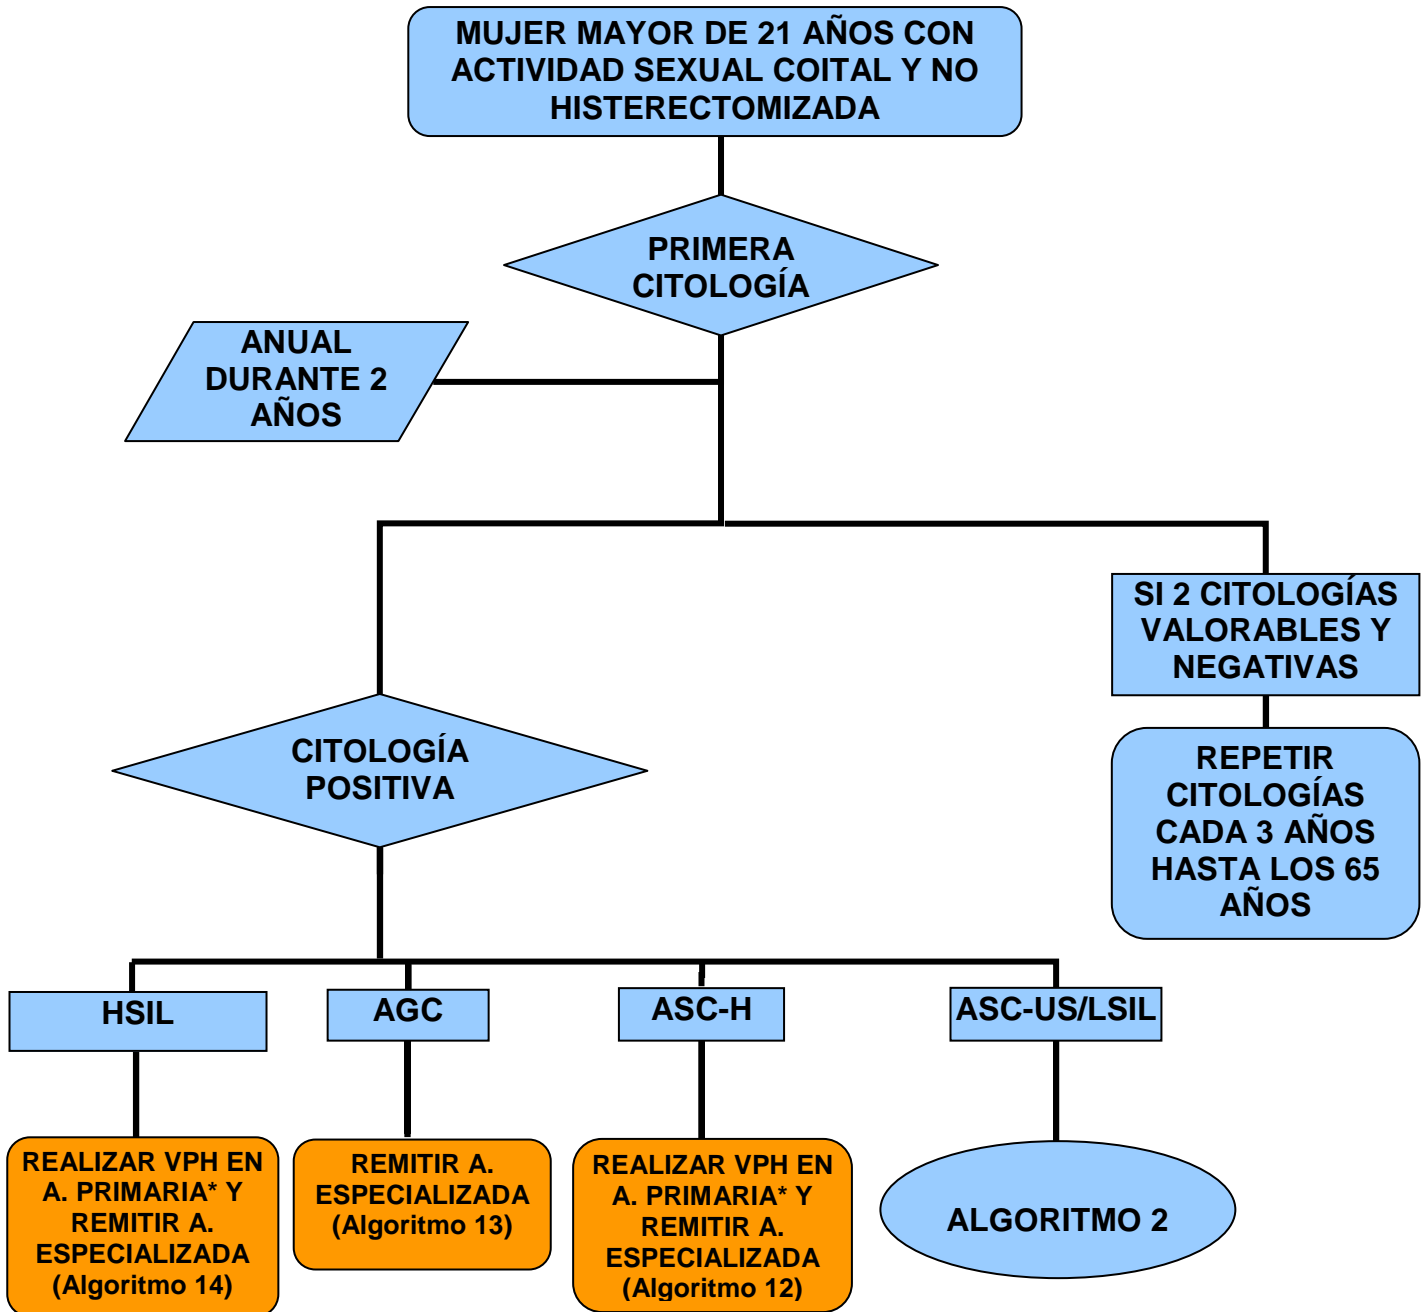 MUJER MAYOR DE 21 AÑOS CON
ACTIVIDAD SEXUAL COITAL Y NO
HISTERECTOMIZADA
PRIMERA
CITOLOGÍA
ANUAL
DURANTE 2
AÑOS
SI 2 CITOLOGÍAS
VALORABLES Y
NEGATIVAS
CITOLOGÍA
POSITIVA
REPETIR
CITOLOGÍAS
CADA 3 AÑOS
HASTA LOS 65
AÑOS
HSIL
AGC
ASC-H
ASC-US/LSIL
REALIZAR VPH EN
A. PRIMARIA* Y
REMITIR A.
ESPECIALIZADA
(Algoritmo 14)
REMITIR A.
ESPECIALIZADA
(Algoritmo 13)
REALIZAR VPH EN
A. PRIMARIA* Y
REMITIR A.
ESPECIALIZADA
(Algoritmo 12)
ALGORITMO 2